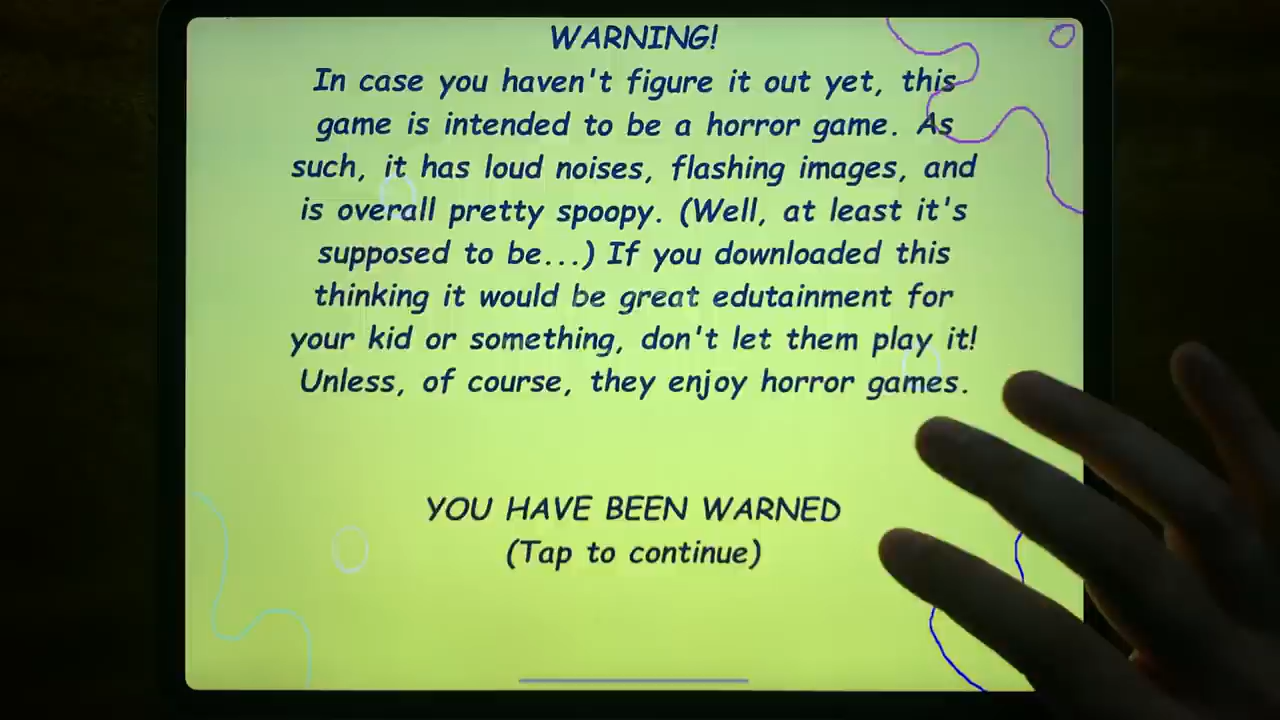 WARNING!
In case you haven't figure it out yet, this
game is intended to be a horror game. As
such, it has loud noises, flashing images, and
is overall pretty spoopy. (Well, at least it's
supposed to be...) If you downloaded this
thinking it would be great edutainment for
your kid or something, don't let them play it!
Unless, of course, they enjoy horror games.
YOU HAVE BEEN WARNED
(Tap to continue)